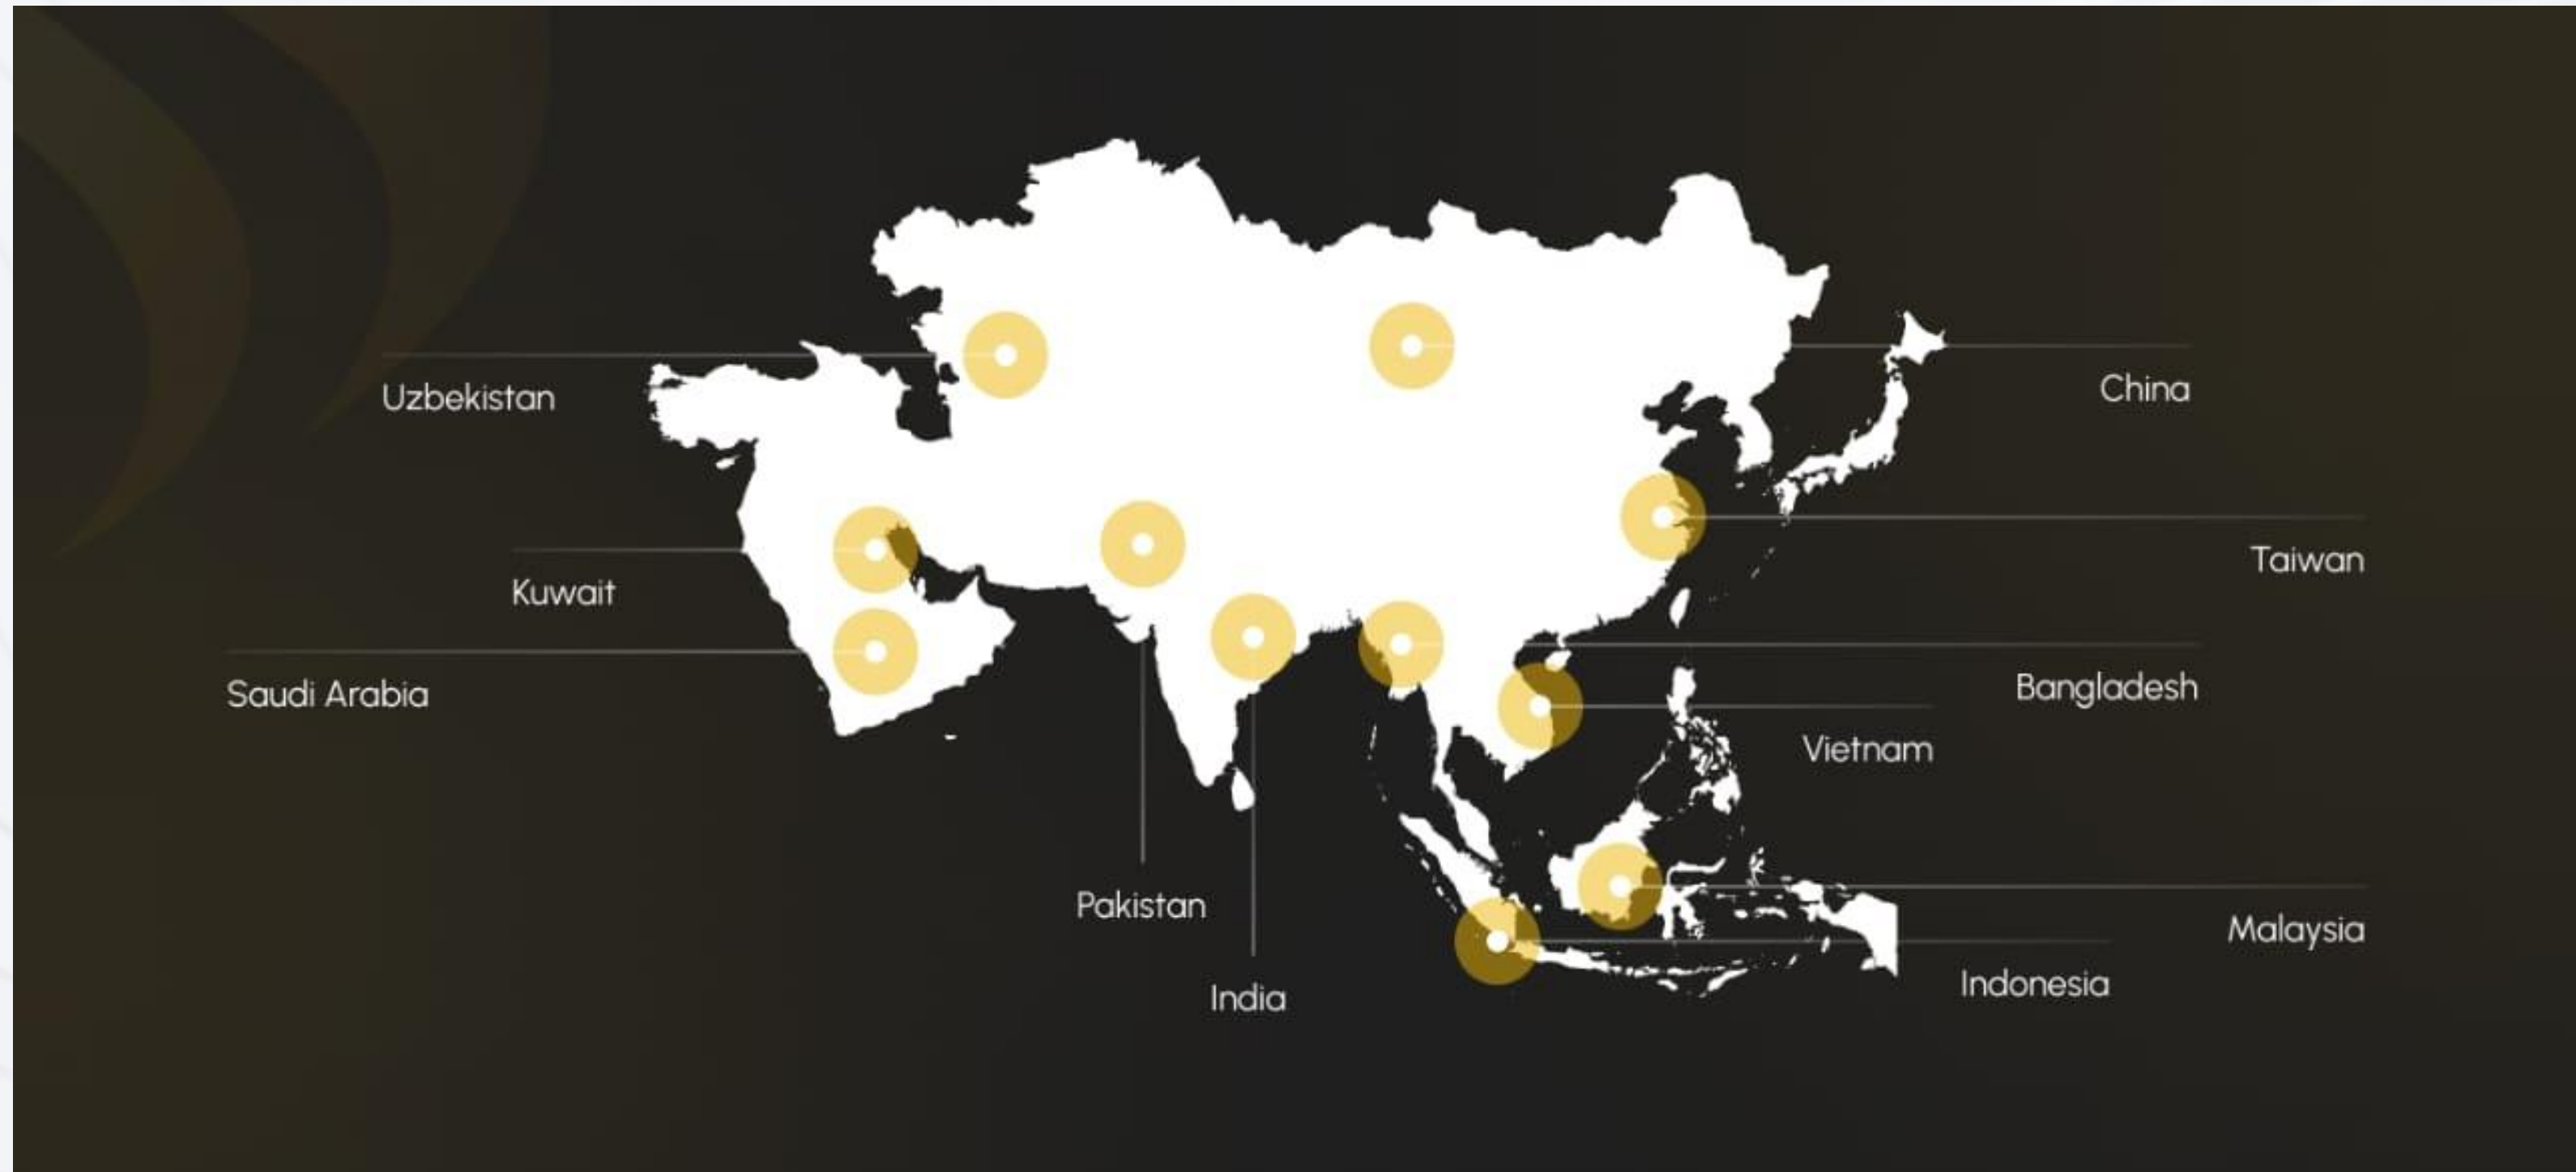 China
Uzbekistan
Taiwan
Kuwait
Bangladesh
Saudi Arabia
Vietnam
Pakistan
Malaysia
Indonesia
India